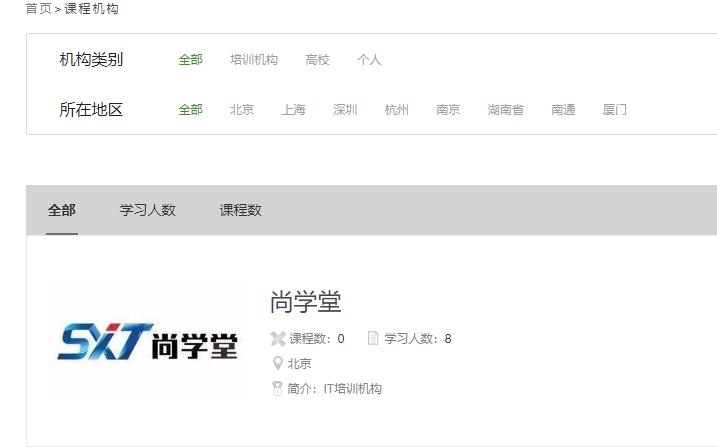 首页>课程机构
机构类别 全部 培训机构 高校 个人
所在地区 全部 北京 上海 深圳 杭州 南京 湖南省 南通 厦门
全部 学习人数 课程数
SXT 尚学堂
尚学堂
课程数：0 学习人数：8
北京
简介：IT培训机构